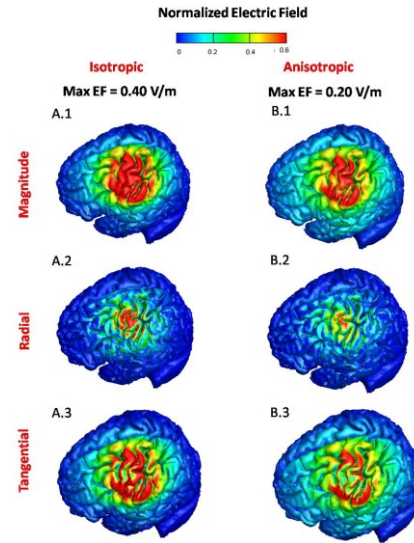 Normalized Electric Field
0 0.2 0.4 0.6
Isotropic Anisotropic
Max EF = 0.40 V/m Max EF = 0.20 V/m
A.1 B.1
Magnitude
A.2 B.2
Radial
A.3 B.3
Tangential